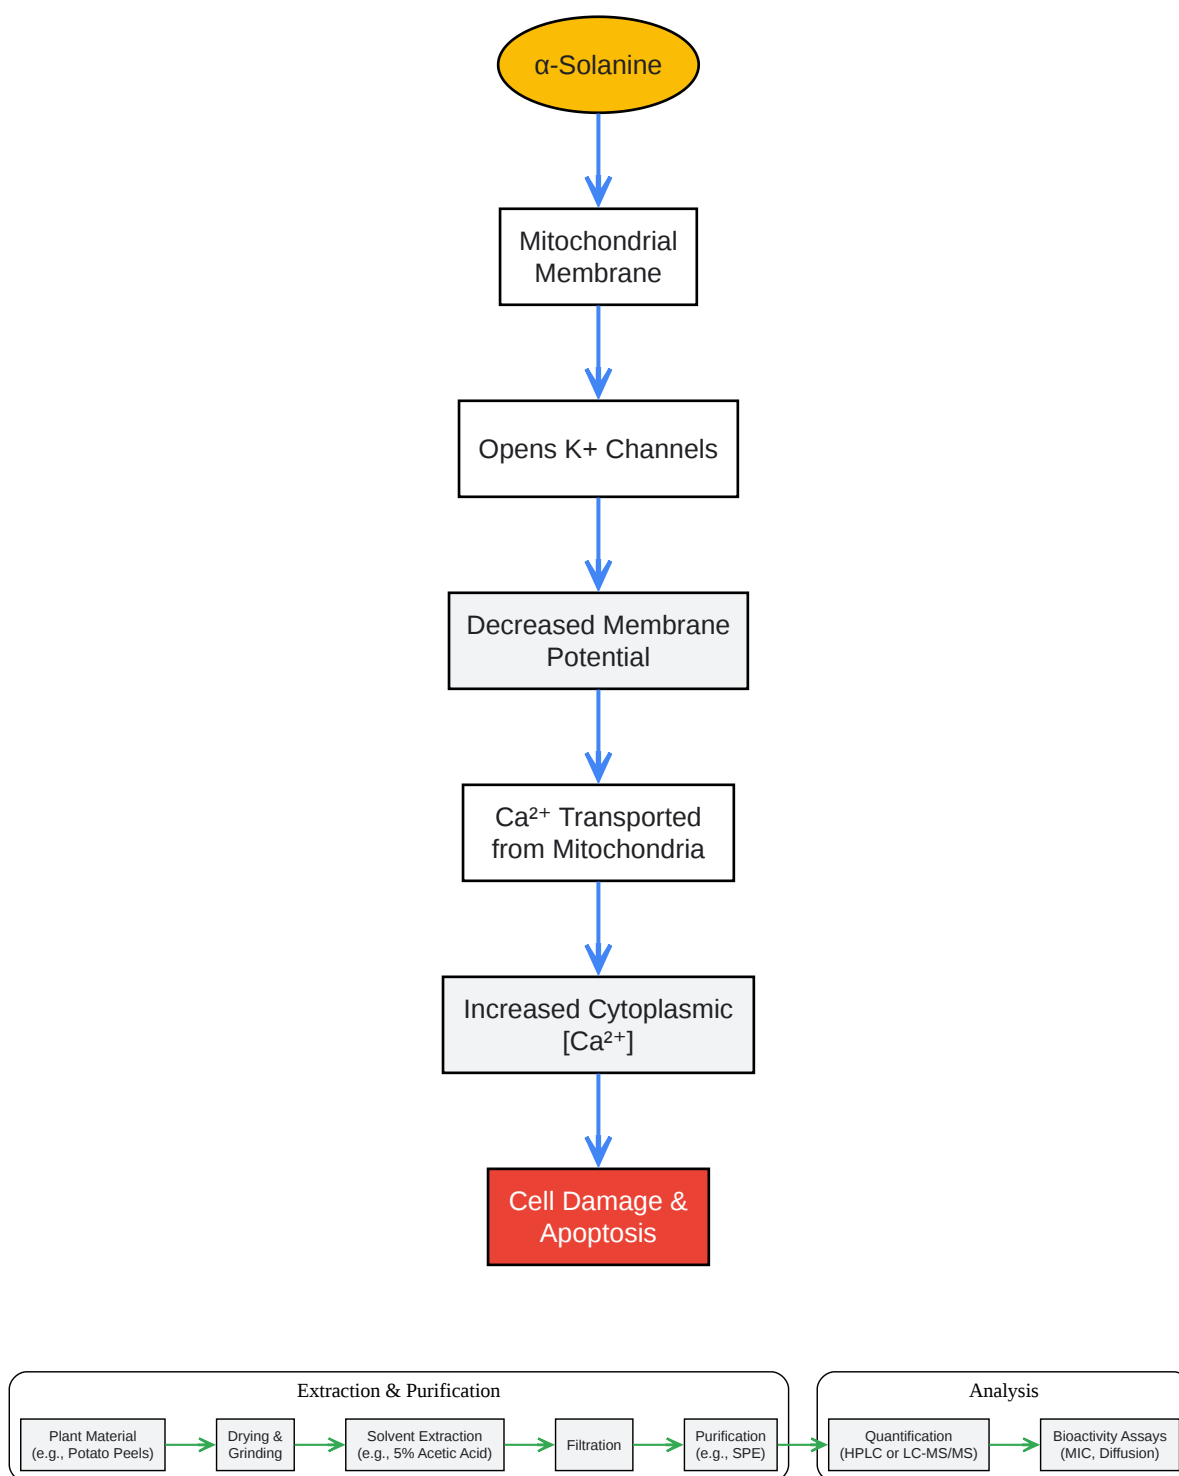 α-Solanine
Mitochondrial
Membrane
Opens K+ Channels
Decreased Membrane
Potential
Ca²⁺ Transported
from Mitochondria
Increased Cytoplasmic
[Ca²⁺]
Cell Damage &
Apoptosis
Extraction & Purification
Plant Material
(e.g., Potato Peels)
Drying &
Grinding
Solvent Extraction
(e.g., 5% Acetic Acid)
Filtration
Purification
(e.g., SPE)
Analysis
Quantification
(HPLC or LC-MS/MS)
Bioactivity Assays
(MIC, Diffusion)